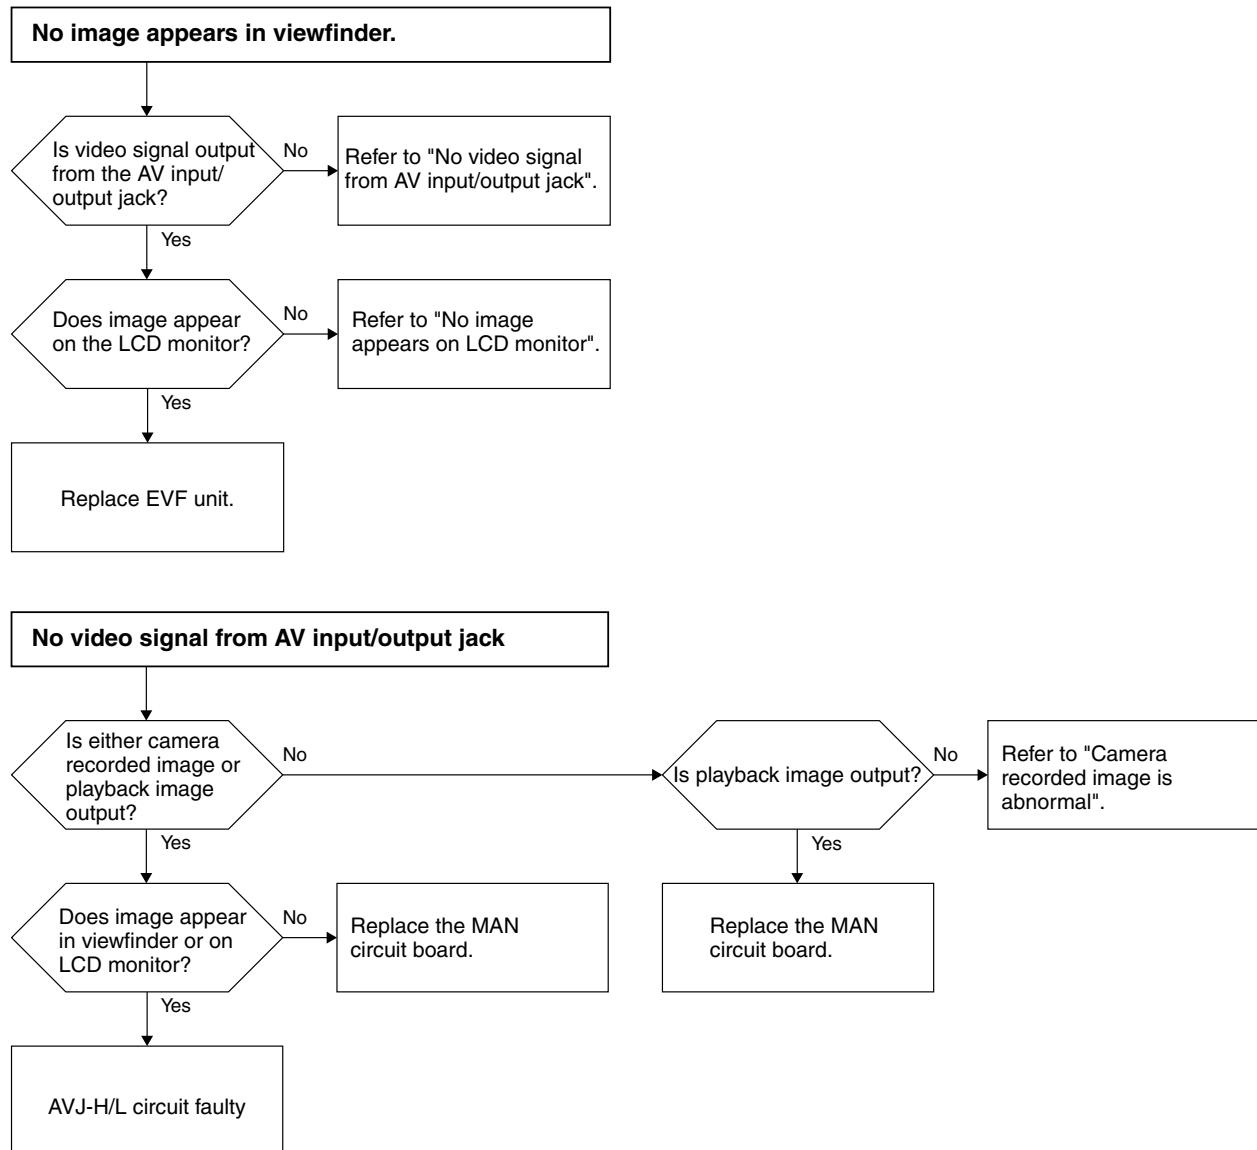 No image appears in viewfinder.
Is video signal output
from the AV input/
output jack?
No
Refer to "No video signal
from AV input/output jack".
Yes
Does image appear
on the LCD monitor?
No
Refer to "No image
appears on LCD monitor".
Yes
Replace EVF unit.
No video signal from AV input/output jack
Is either camera
recorded image or
playback image
output?
No
Is playback image output?
No
Refer to "Camera
recorded image is
abnormal".
Yes
Yes
Does image appear
in viewfinder or on
LCD monitor?
No
Replace the MAN
circuit board.
Replace the MAN
circuit board.
Yes
AVJ-H/L circuit faulty